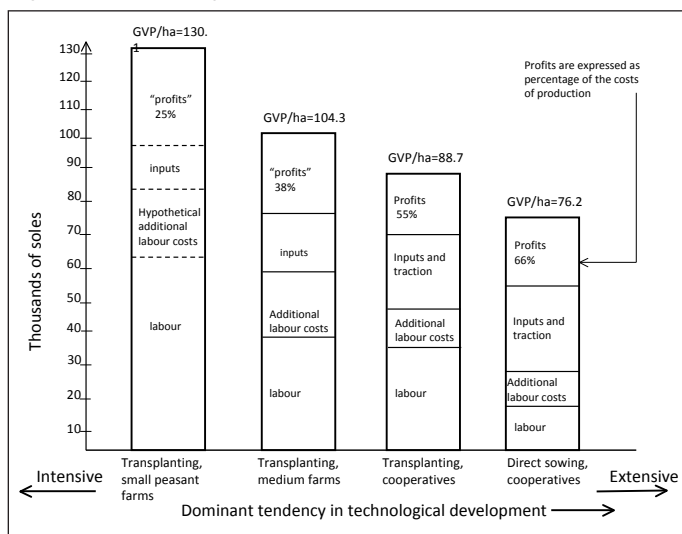 GVP/ha=130.
1
GVP/ha=104.3
GVP/ha=88.7
GVP/ha=76.2
Profits are expressed as
percentage of the costs
of production
Thousands of soles
130
120
110
100
90
80
70
60
50
40
30
20
10
“profits”
25%
inputs
Hypothetical
additional
labour costs
labour
“profits”
38%
inputs
Additional
labour costs
labour
Profits
55%
Inputs and
traction
Additional
labour costs
labour
Profits
66%
Inputs and
traction
Additional
labour costs
labour
Transplanting,
small peasant
farms
Transplanting,
medium farms
Transplanting,
cooperatives
Direct sowing,
cooperatives
Intensive
Extensive
Dominant tendency in technological development